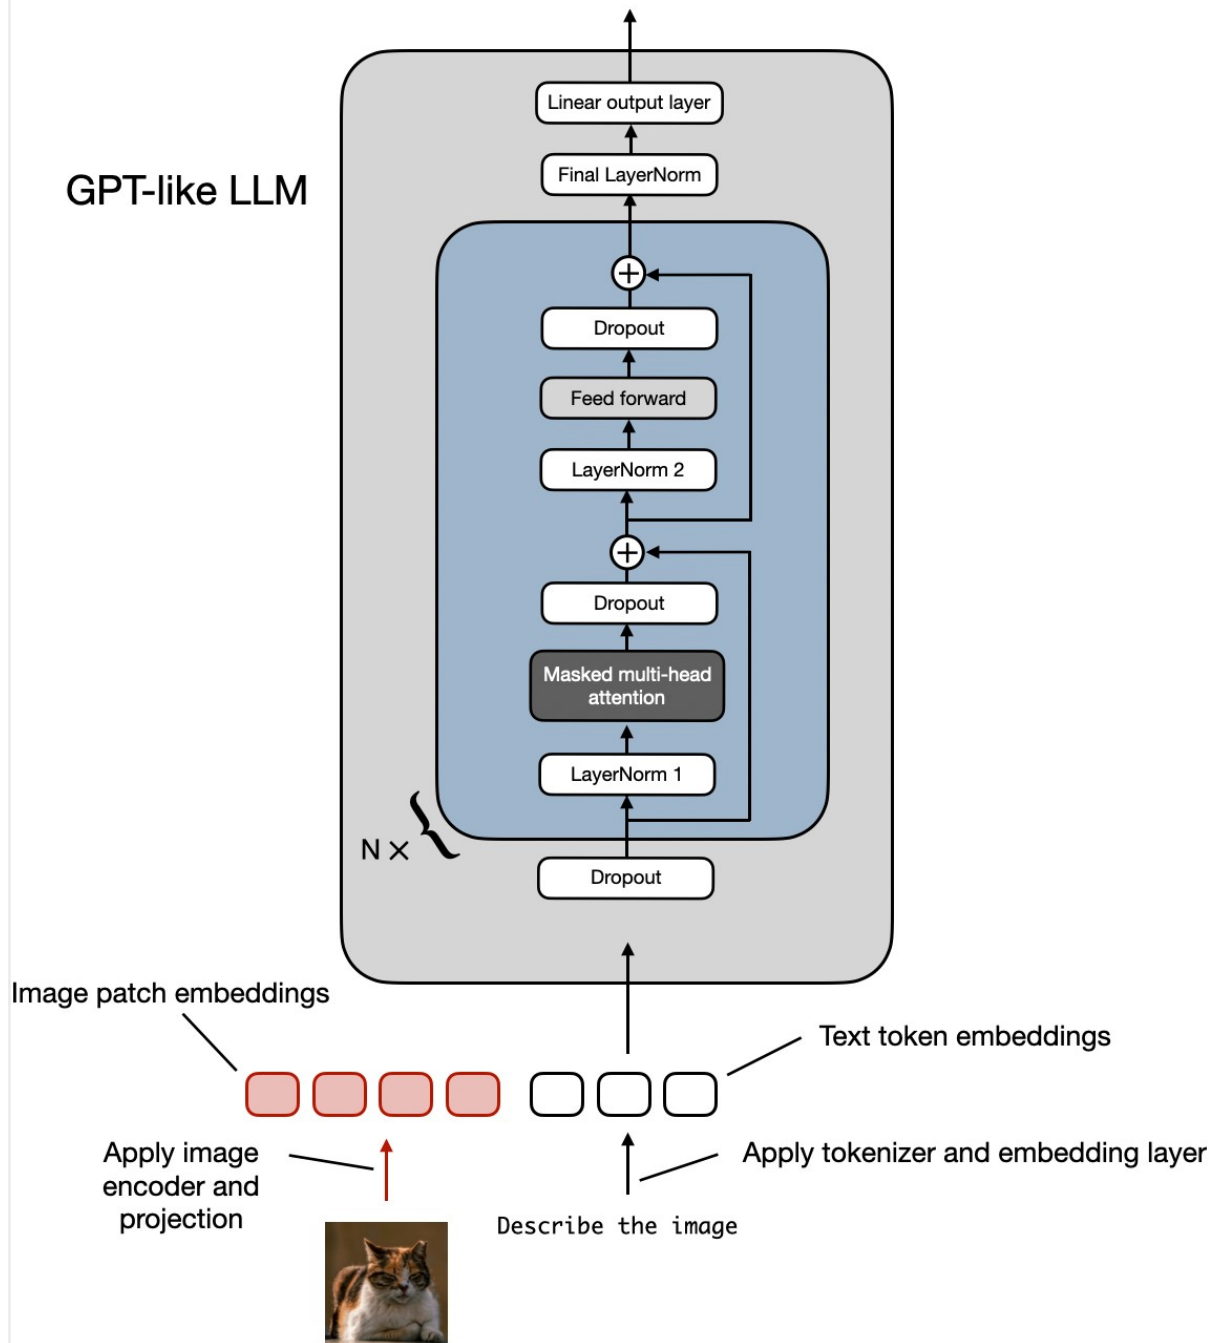 Linear output layer
Final LayerNorm
GPT-like LLM
Dropout
Feed forward
LayerNorm 2
Dropout
Masked multi-head
attention
LayerNorm 1
N ×
Dropout
Image patch embeddings
Text token embeddings
Apply image
encoder and
projection
Apply tokenizer and embedding layer
Describe the image